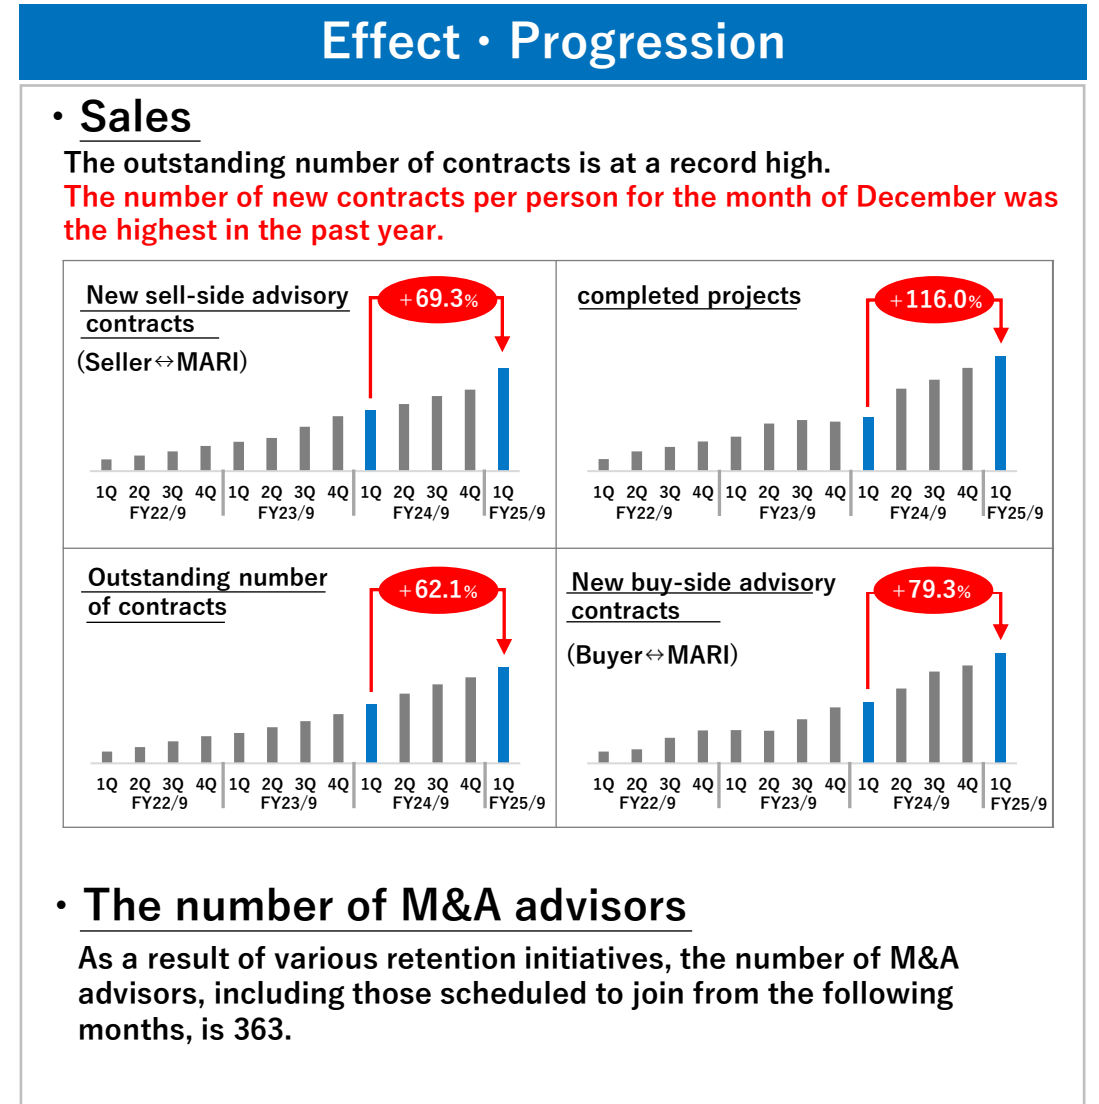 Effect・Progression
・Sales
The outstanding number of contracts is at a record high.
The number of new contracts per person for the month of December was
the highest in the past year.
New sell-side advisory
contracts
(Seller⇔MARI)
+69.3%
1Q 2Q 3Q 4Q 1Q 2Q 3Q 4Q 1Q 2Q 3Q 4Q 1Q
FY22/9 FY23/9 FY24/9 FY25/9
completed projects
+116.0%
1Q 2Q 3Q 4Q 1Q 2Q 3Q 4Q 1Q 2Q 3Q 4Q 1Q
FY22/9 FY23/9 FY24/9 FY25/9
Outstanding number
of contracts
+62.1%
1Q 2Q 3Q 4Q 1Q 2Q 3Q 4Q 1Q 2Q 3Q 4Q 1Q
FY22/9 FY23/9 FY24/9 FY25/9
New buy-side advisory
contracts
(Buyer⇔MARI)
+79.3%
1Q 2Q 3Q 4Q 1Q 2Q 3Q 4Q 1Q 2Q 3Q 4Q 1Q
FY22/9 FY23/9 FY24/9 FY25/9
・The number of M&A advisors
As a result of various retention initiatives, the number of M&A
advisors, including those scheduled to join from the following
months, is 363.